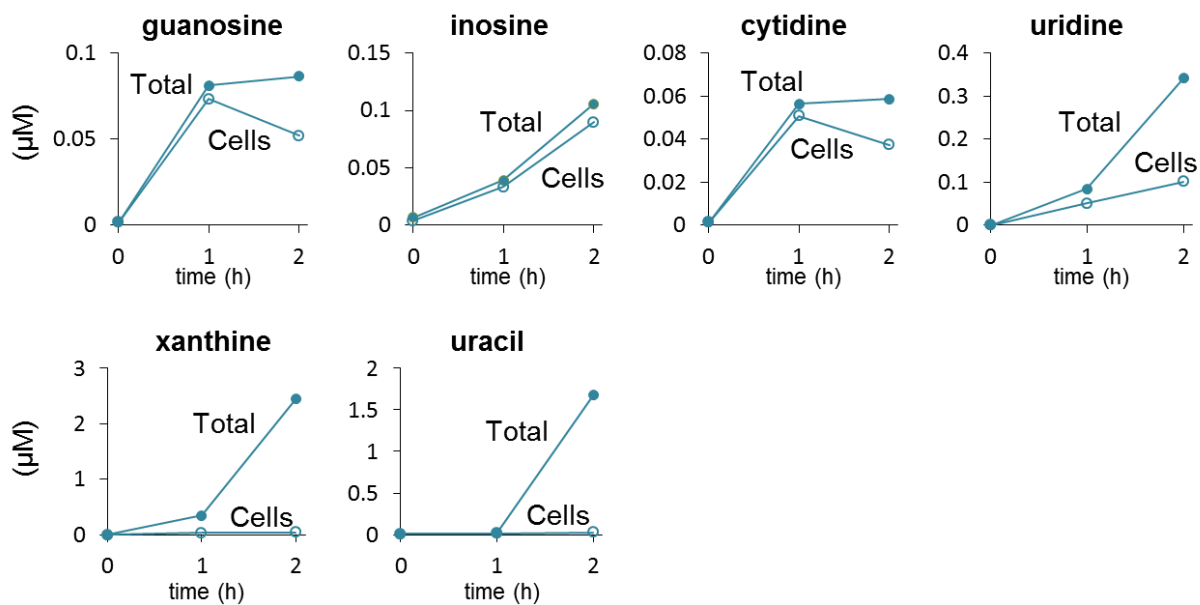 guanosine
0.1
Total
0.05
Cells
0
0 1 2
time (h)
(µM)
inosine
0.15
0.1
Total
0.05
Cells
0
0 1 2
time (h)
cytidine
0.08
Total
0.06
0.04
Cells
0.02
0
0 1 2
time (h)
uridine
0.4
0.3
Total
0.2
Cells
0.1
0
0 1 2
time (h)
xanthine
3
2
Total
1
Cells
0
0 1 2
time (h)
(µM)
uracil
2
1.5
Total
1
0.5
Cells
0
0 1 2
time (h)